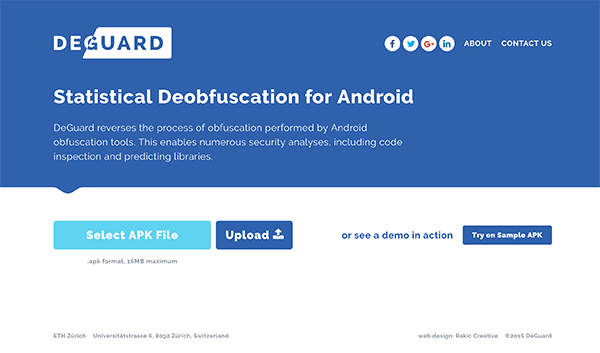 DEGUARD
ABOUT CONTACT US
Statistical Deobfuscation for Android
DeGuard reverses the process of obfuscation performed by Android
obfuscation tools. This enables numerous security analyses, including code
inspection and predicting libraries.
Select APK File Upload or see a demo in action Try on Sample APK
.apk format, 16MB maximum
ETH Zürich Universitätstrasse 6, 8092 Zürich, Switzerland web design: Rakic Creative ©2016 DeGuard